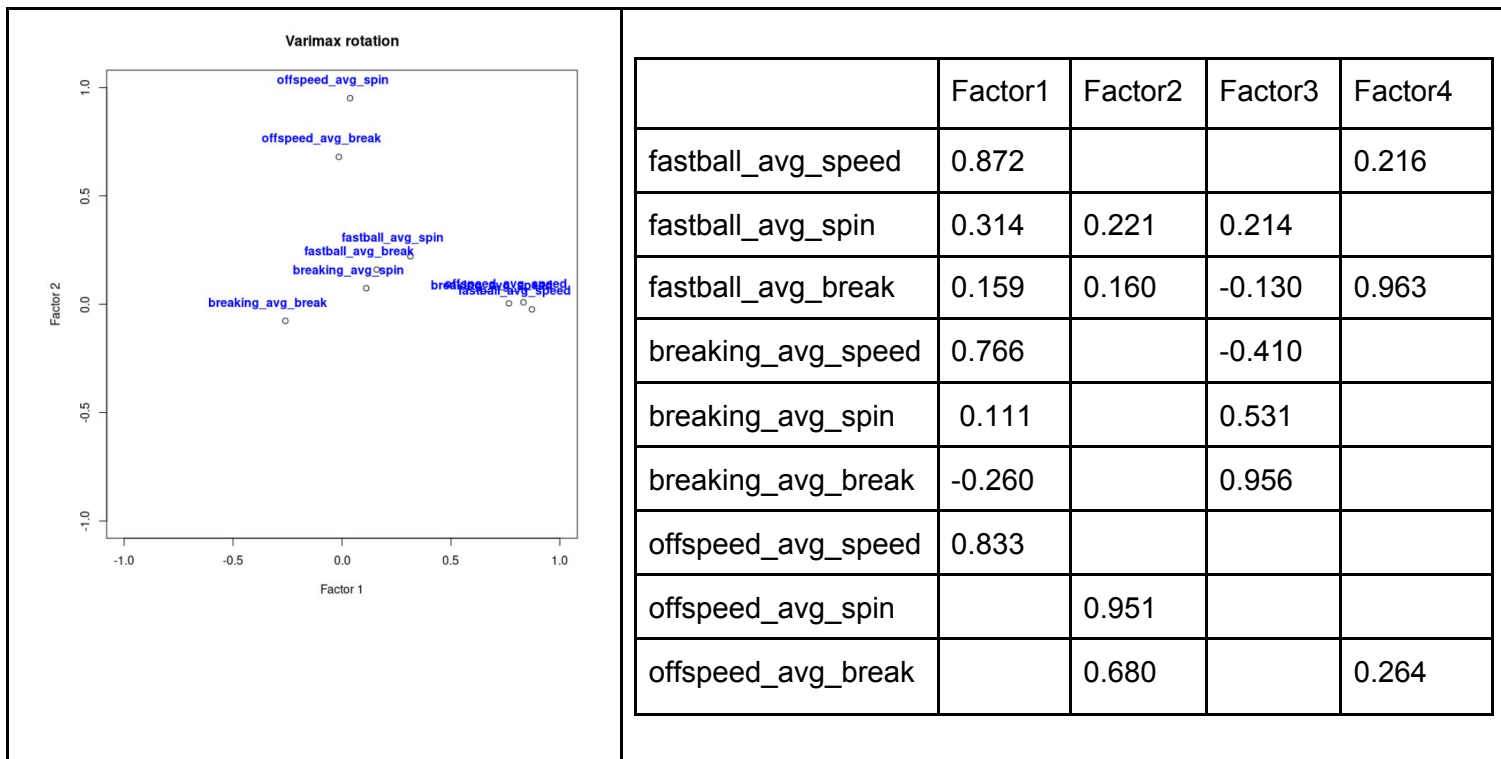 Varimax rotation
1.0
offspeed_avg_spin
offspeed_avg_break
0.5
fastball_avg_spin
fastball_avg_break
breaking_avg_spin
breaking_avg_speed offspeed_avg_speed
fastball_avg_speed
breaking_avg_break
0.0
Factor 2
-0.5
-1.0
-1.0 -0.5 0.0 0.5 1.0
Factor 1
Factor1 Factor2 Factor3 Factor4
fastball_avg_speed 0.872 0.216
fastball_avg_spin 0.314 0.221 0.214
fastball_avg_break 0.159 0.160 -0.130 0.963
breaking_avg_speed 0.766 -0.410
breaking_avg_spin 0.111 0.531
breaking_avg_break -0.260 0.956
offspeed_avg_speed 0.833
offspeed_avg_spin 0.951
offspeed_avg_break 0.680 0.264